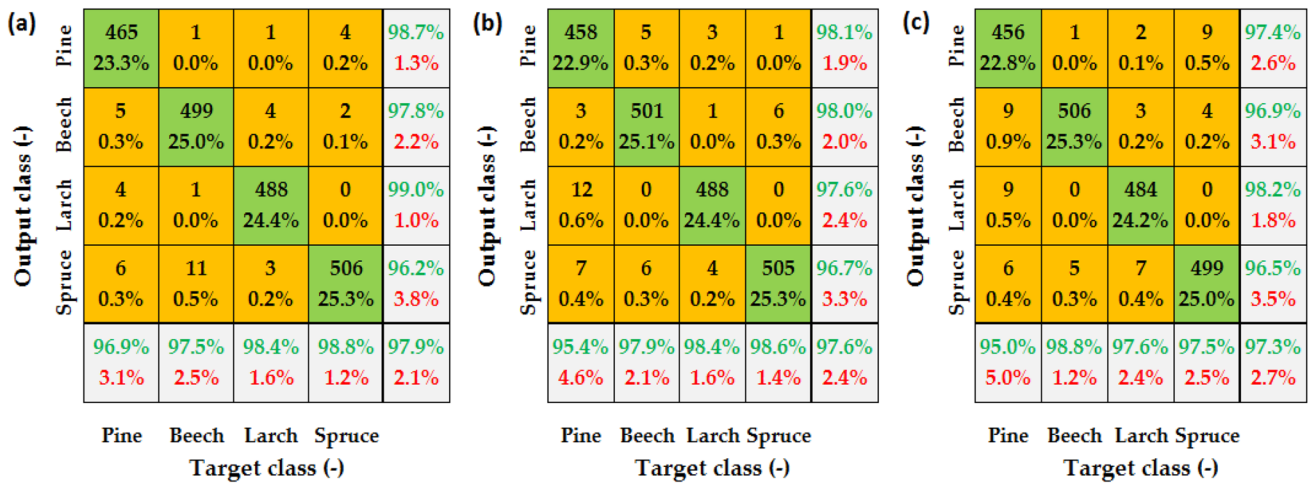 (a)
Output class (-)
Pine
465 1 1 4 98.7%
23.3% 0.0% 0.0% 0.2% 1.3%
Beech
5 499 4 2 97.8%
0.3% 25.0% 0.2% 0.1% 2.2%
Larch
4 1 488 0 99.0%
0.2% 0.0% 24.4% 0.0% 1.0%
Spruce
6 11 3 506 96.2%
0.3% 0.5% 0.2% 25.3% 3.8%
96.9% 97.5% 98.4% 98.8% 97.9%
3.1% 2.5% 1.6% 1.2% 2.1%
Pine Beech Larch Spruce
Target class (-)
(b)
Output class (-)
Pine
458 5 3 1 98.1%
22.9% 0.3% 0.2% 0.0% 1.9%
Beech
3 501 1 6 98.0%
0.2% 25.1% 0.0% 0.3% 2.0%
Larch
12 0 488 0 97.6%
0.6% 0.0% 24.4% 0.0% 2.4%
Spruce
7 6 4 505 96.7%
0.4% 0.3% 0.2% 25.3% 3.3%
95.4% 97.9% 98.4% 98.6% 97.6%
4.6% 2.1% 1.6% 1.4% 2.4%
Pine Beech Larch Spruce
Target class (-)
(c)
Output class (-)
Pine
456 1 2 9 97.4%
22.8% 0.0% 0.1% 0.5% 2.6%
Beech
9 506 3 4 96.9%
0.9% 25.3% 0.2% 0.2% 3.1%
Larch
9 0 484 0 98.2%
0.5% 0.0% 24.2% 0.0% 1.8%
Spruce
6 5 7 499 96.5%
0.4% 0.3% 0.4% 25.0% 3.5%
95.0% 98.8% 97.6% 97.5% 97.3%
5.0% 1.2% 2.4% 2.5% 2.7%
Pine Beech Larch Spruce
Target class (-)